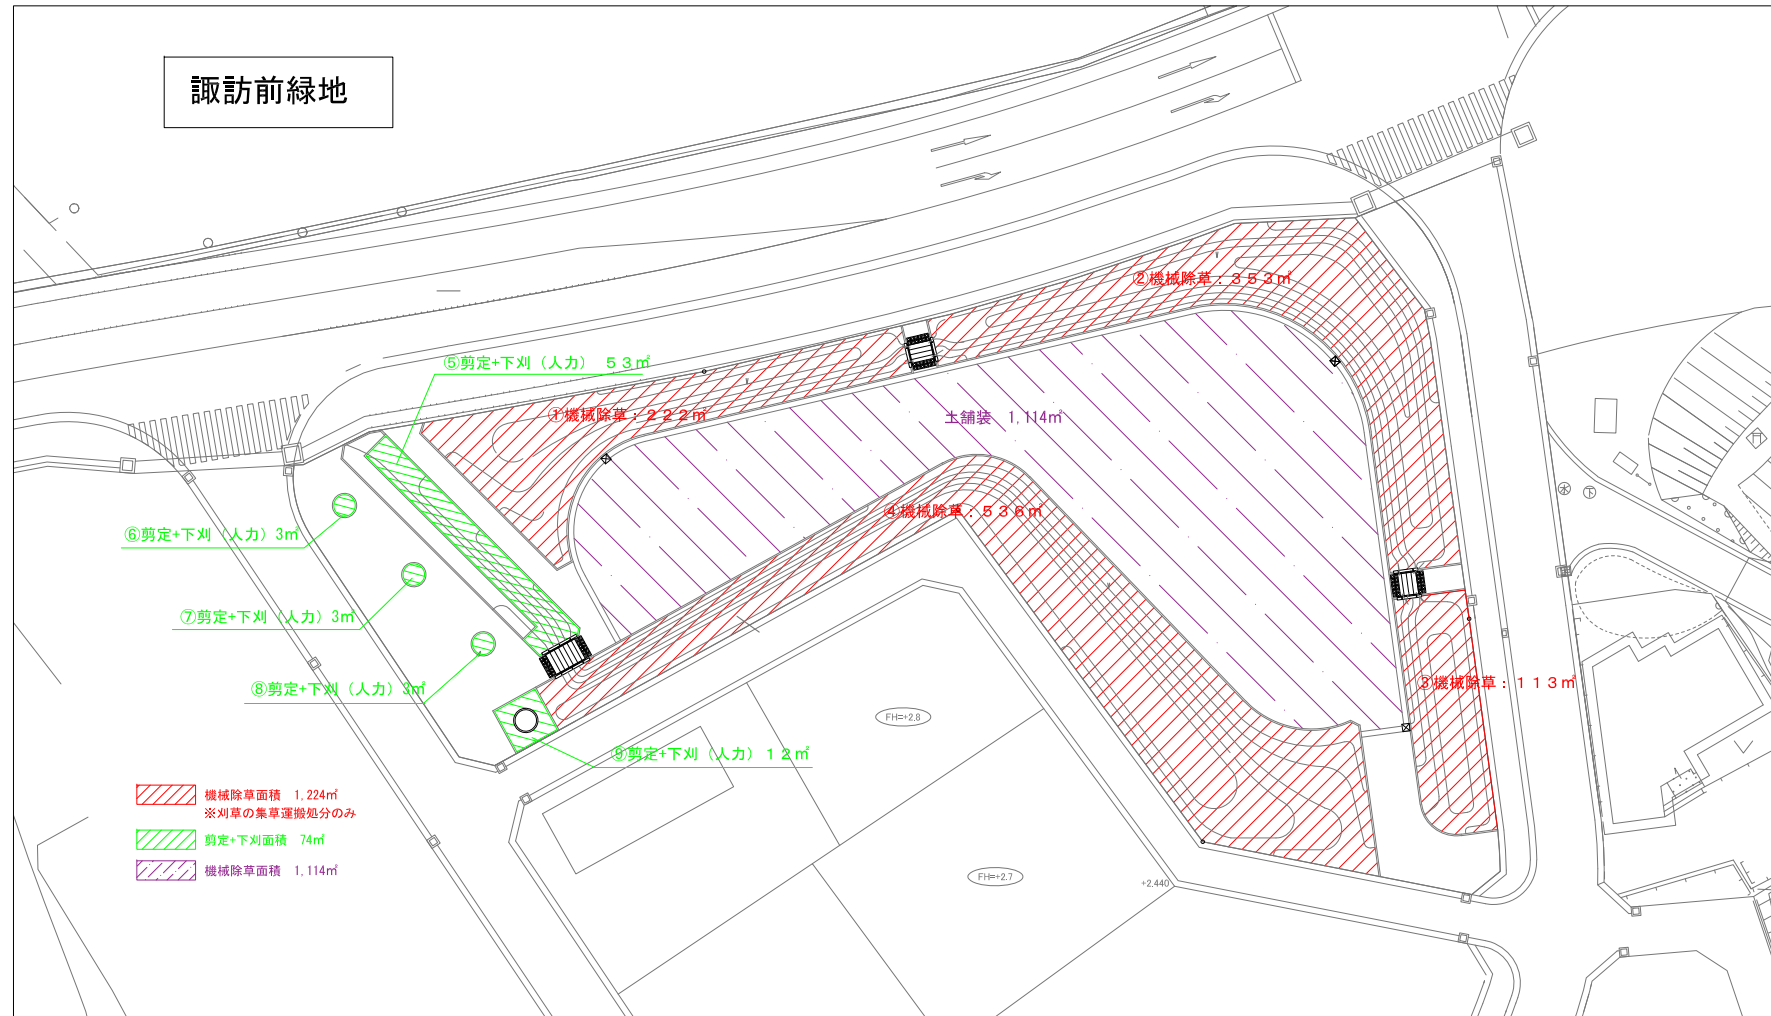 諏訪前緑地
②機械除草：３５３㎡
⑤剪定+下刈（人力）　５３㎡
①機械除草：２２２㎡
土舗装　1,114㎡
④機械除草：５３６㎡
⑥剪定+下刈（人力）3㎡
⑦剪定+下刈（人力）3㎡
⑧剪定+下刈（人力）3㎡
③機械除草：１１３㎡
FH=+2.8
⑨剪定+下刈（人力）１２㎡
機械除草面積　1,224㎡
※刈草の集草運搬処分のみ
剪定+下刈面積　74㎡
機械除草面積　1,114㎡
FH=+2.7
+2.440